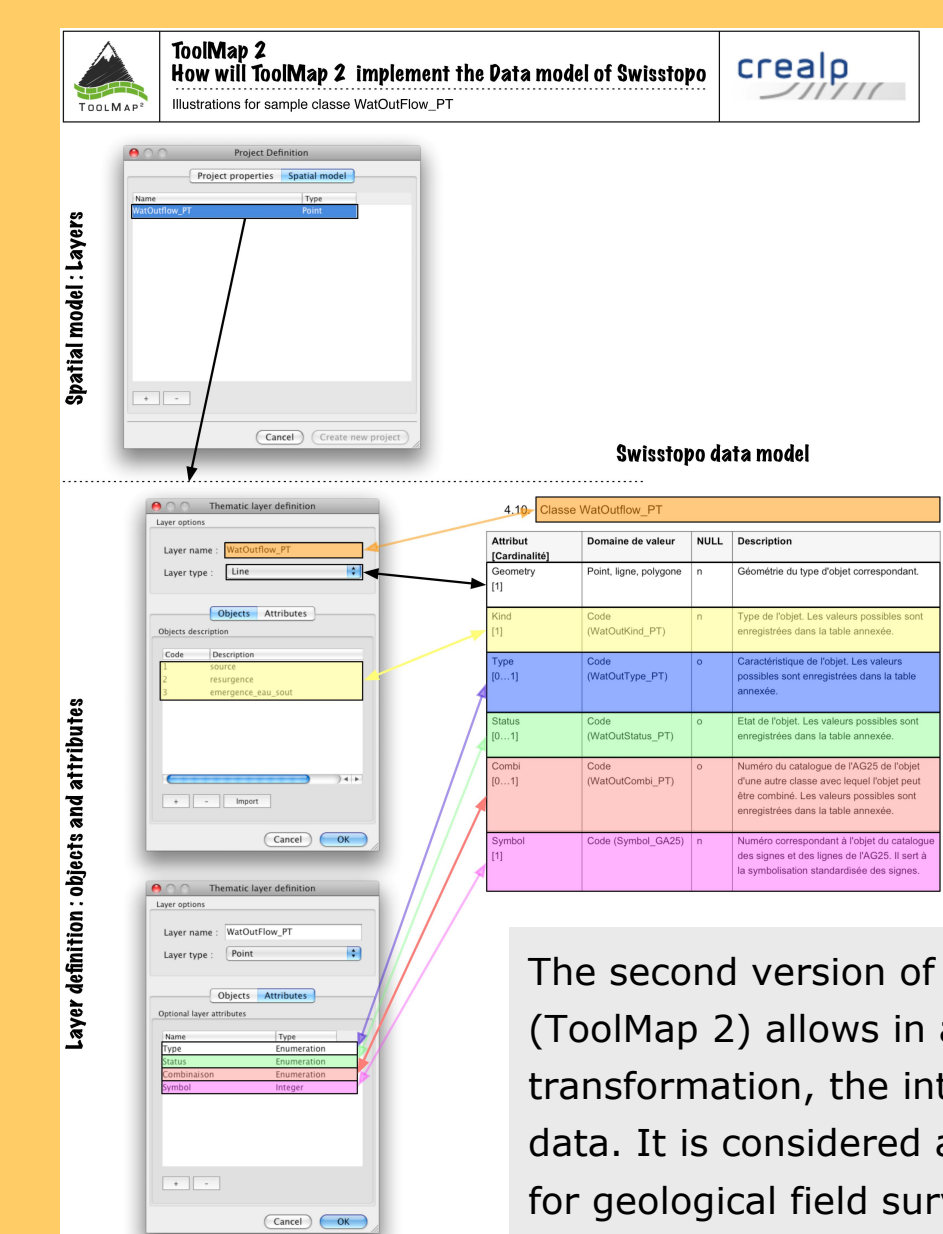 TOOLMAP²
ToolMap 2
How will ToolMap 2 implement the Data model of Swisstopo
Illustrations for sample classe WatOutFlow_PT
crealp
Spatial model : Layers
Project Definition
Project properties Spatial model
Name Type
WatOutflow_PT Point
+ -
Cancel Create new project
Swisstopo data model
Layer definition : objects and attributes
Thematic layer definition
Layer options
Layer name : WatOutflow_PT
Layer type : Line
Objects Attributes
Objects description
Code Description
1 source
2 resurgence
3 emergence_eau_sout
+ - Import
Cancel OK
Thematic layer definition
Layer options
Layer name : WatOutFlow_PT
Layer type : Point
Objects Attributes
Optional layer attributes
Name Type
Type Enumeration
Status Enumeration
Combinaison Enumeration
Symbol Integer
+ -
Cancel OK
4.10. Classe WatOutflow_PT
Attribut Domaine de valeur NULL Description
[Cardinalité]
Geometry Point, ligne, polygone n Géométrie du type d'objet correspondant.
[1]
Kind Code n Type de l'objet. Les valeurs possibles sont
[1] (WatOutKind_PT) enregistrées dans la table annexée.
Type Code o Caractéristique de l'objet. Les valeurs
[0…1] (WatOutType_PT) possibles sont enregistrées dans la table
annexée.
Status Code o Etat de l'objet. Les valeurs possibles sont
[0…1] (WatOutStatus_PT) enregistrées dans la table annexée.
Combi Code o Numéro du catalogue de l'AG25 de l'objet
[0…1] (WatOutCombi_PT) d'une autre classe avec lequel l'objet peut
être combiné. Les valeurs possibles sont
enregistrées dans la table annexée.
Symbol Code (Symbol_GA25) n Numéro correspondant à l'objet du catalogue
[1] des signes et des lignes de l'AG25. Il sert à
la symbolisation standardisée des signes.
The second version of
(ToolMap 2) allows in a
transformation, the int
data. It is considered a
for geological field surv